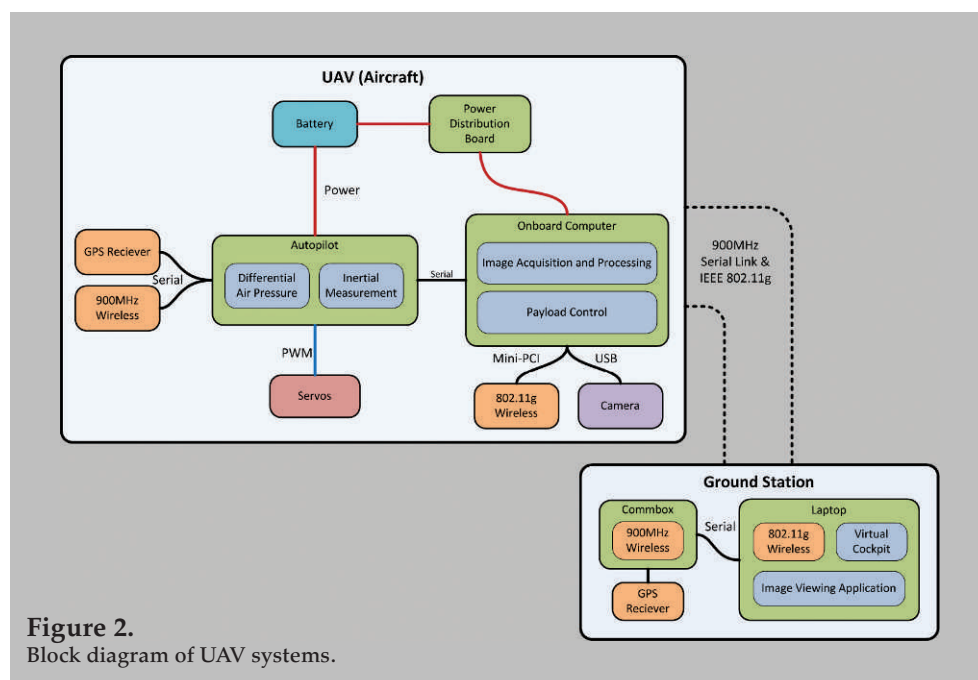 UAV (Aircraft)
Battery
Power
Distribution
Board
Power
Autopilot
Differential
Air Pressure
Inertial
Measurement
GPS Reciever
Serial
900MHz
Wireless
Serial
Onboard Computer
Image Acquisition and Processing
Payload Control
PWM
Servos
Mini-PCI
USB
802.11g
Wireless
Camera
900MHz
Serial Link &
IEEE 802.11g
Ground Station
Commbox
900MHz
Wireless
GPS
Reciever
Serial
Laptop
802.11g
Wireless
Virtual
Cockpit
Image Viewing Application
Figure 2.
Block diagram of UAV systems.